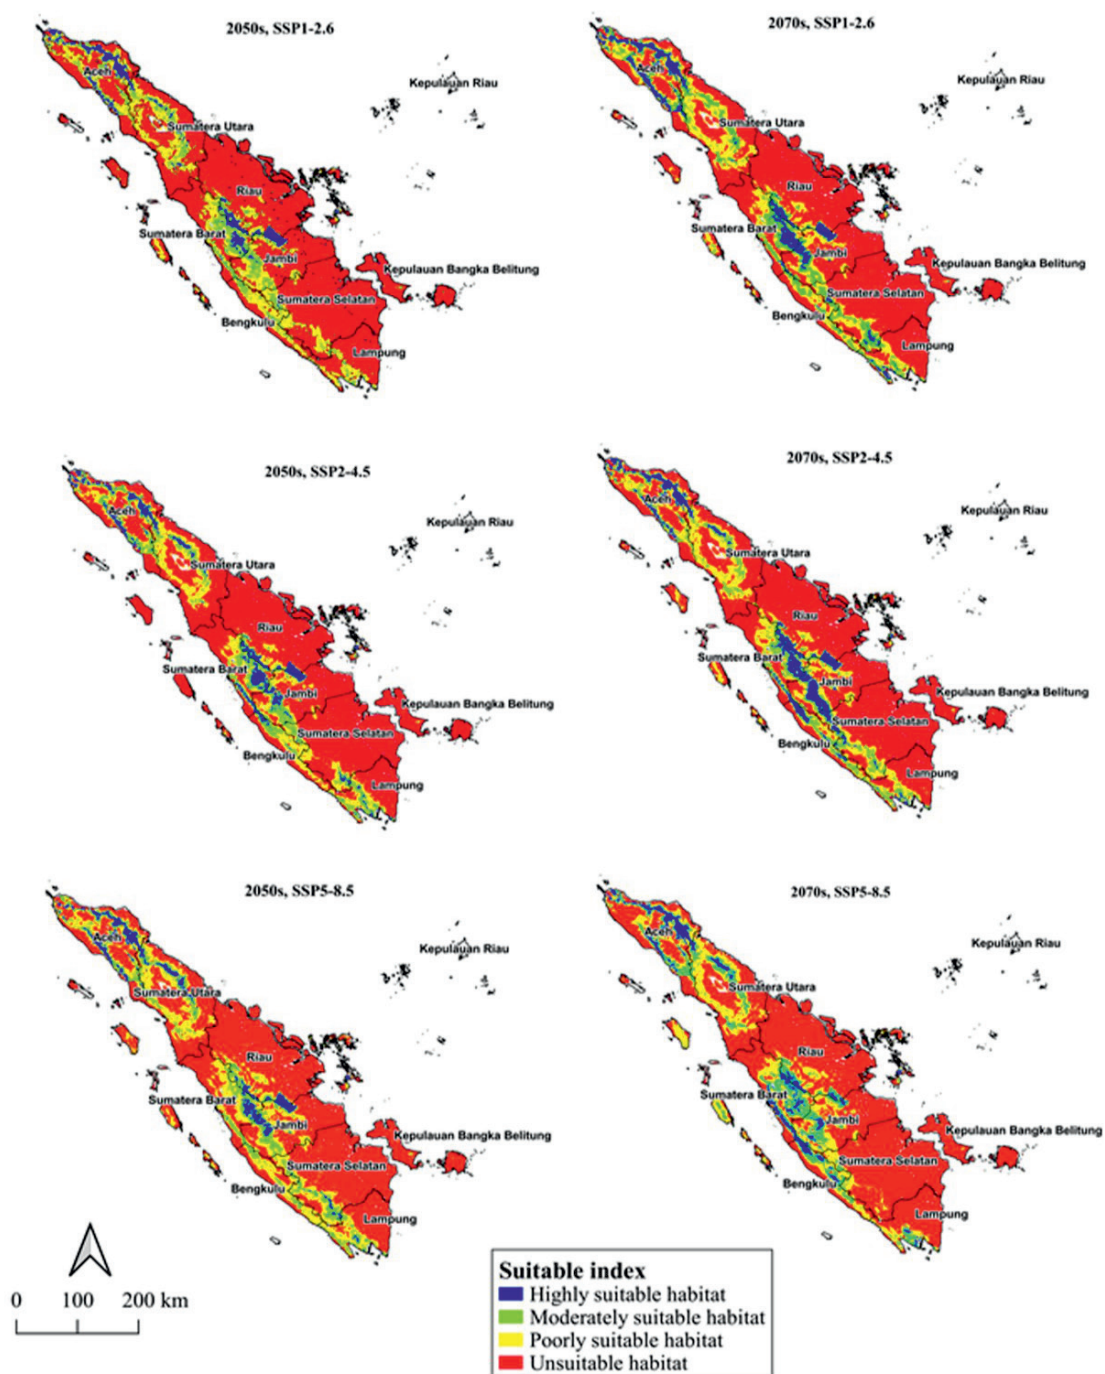 2050s, SSP1-2.6
Aceh
Kepulauan Riau
Sumatera Utara
Riau
Sumatera Barat
Jambi
Kepulauan Bangka Belitung
Sumatera Selatan
Bengkulu
Lampung
2070s, SSP1-2.6
Aceh
Kepulauan Riau
Sumatera Utara
Riau
Sumatera Barat
Jambi
Kepulauan Bangka Belitung
Sumatera Selatan
Bengkulu
Lampung
2050s, SSP2-4.5
Aceh
Kepulauan Riau
Sumatera Utara
Riau
Sumatera Barat
Jambi
Kepulauan Bangka Belitung
Sumatera Selatan
Bengkulu
Lampung
2070s, SSP2-4.5
Aceh
Kepulauan Riau
Sumatera Utara
Riau
Sumatera Barat
Jambi
Kepulauan Bangka Belitung
Sumatera Selatan
Bengkulu
Lampung
2050s, SSP5-8.5
Aceh
Kepulauan Riau
Sumatera Utara
Riau
Sumatera Barat
Jambi
Kepulauan Bangka Belitung
Sumatera Selatan
Bengkulu
Lampung
2070s, SSP5-8.5
Aceh
Kepulauan Riau
Sumatera Utara
Riau
Sumatera Barat
Jambi
Kepulauan Bangka Belitung
Sumatera Selatan
Bengkulu
Lampung
0 100 200 km
Suitable index
Highly suitable habitat
Moderately suitable habitat
Poorly suitable habitat
Unsuitable habitat